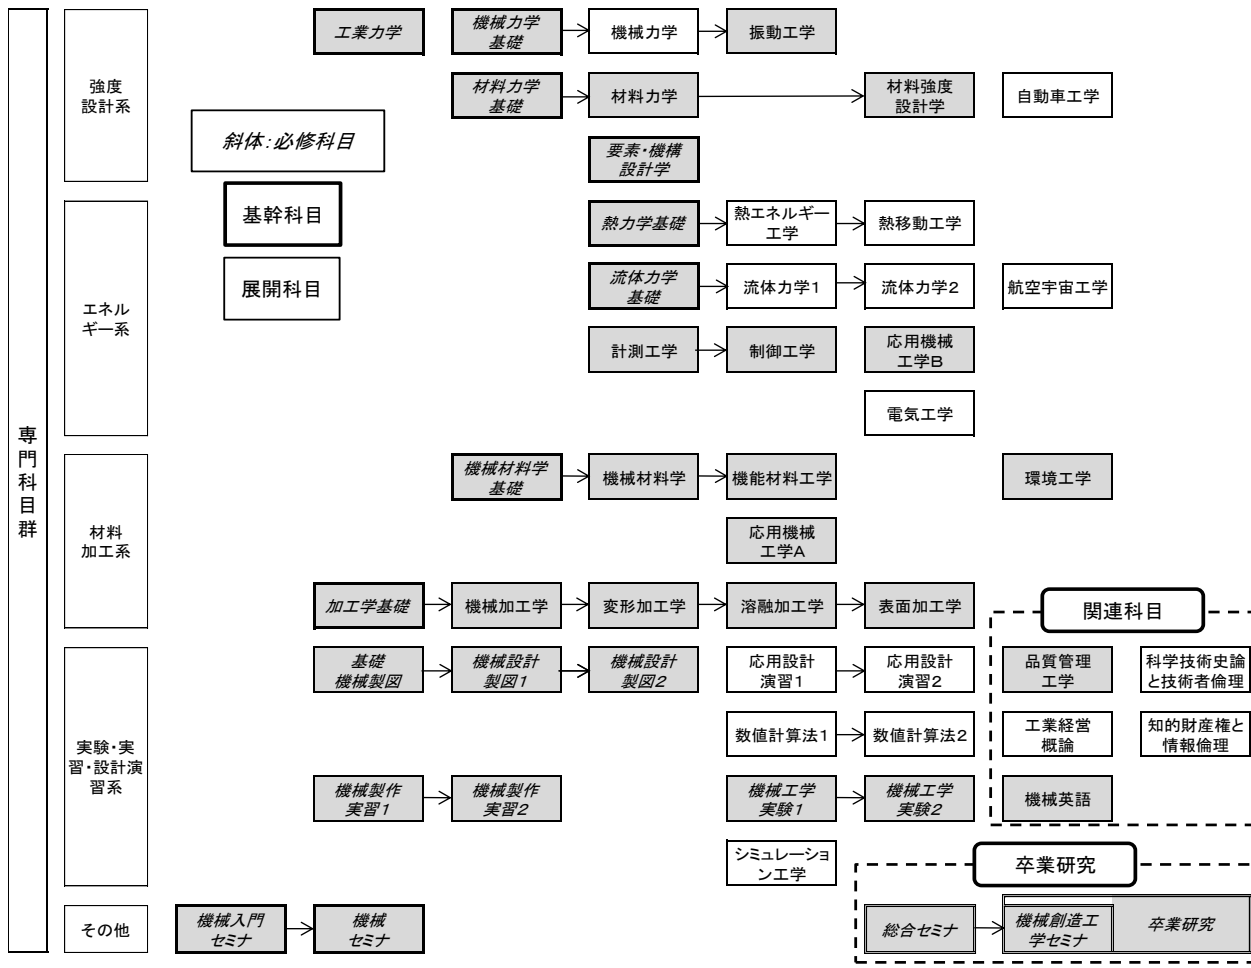 専
門
科
目
群
強度
設計系
エネル
ギー系
材料
加工系
実験・実
習・設計演
習系
その他
斜体：必修科目
基幹科目
展開科目
工業力学
機械力学
基礎
機械力学
振動工学
材料力学
基礎
材料力学
材料強度
設計学
自動車工学
要素・機構
設計学
熱力学基礎
熱エネルギー
工学
熱移動工学
流体力学
基礎
流体力学1
流体力学2
航空宇宙工学
計測工学
制御工学
応用機械
工学B
電気工学
機械材料学
基礎
機械材料学
機能材料工学
環境工学
応用機械
工学A
加工学基礎
機械加工学
変形加工学
溶融加工学
表面加工学
関連科目
基礎
機械製図
機械設計
製図1
機械設計
製図2
応用設計
演習1
応用設計
演習2
品質管理
工学
科学技術史論
と技術者倫理
数値計算法1
数値計算法2
工業経営
概論
知的財産権と
情報倫理
機械製作
実習1
機械製作
実習2
機械工学
実験1
機械工学
実験2
機械英語
シミュレーショ
ン工学
卒業研究
機械入門
セミナ
機械
セミナ
総合セミナ
機械創造工
学セミナ
卒業研究